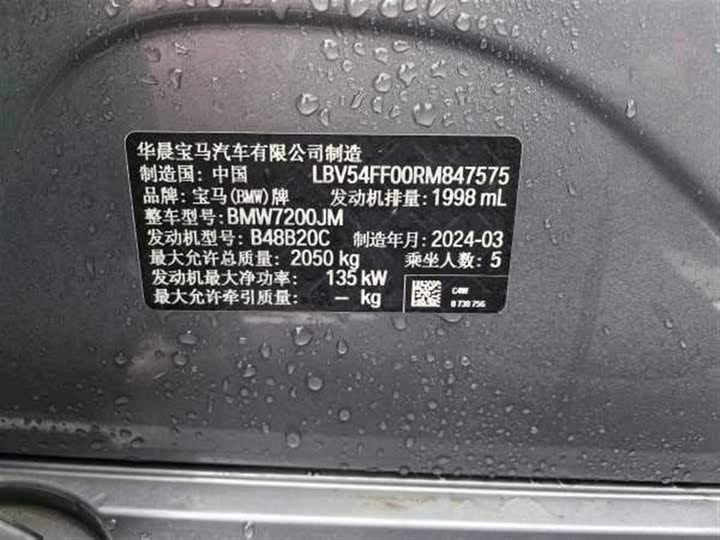 华晨宝马汽车有限公司制造
制造国: 中国 LBV54FF00RM847575
品牌: 宝马(BMW)牌 发动机排量: 1998 mL
整车型号: BMW7200JM
发动机型号: B48B20C 制造年月: 2024-03
最大允许总质量: 2050 kg 乘坐人数: 5
发动机最大净功率: 135 kW
最大允许牵引质量: – kg
C4W
8 738 756